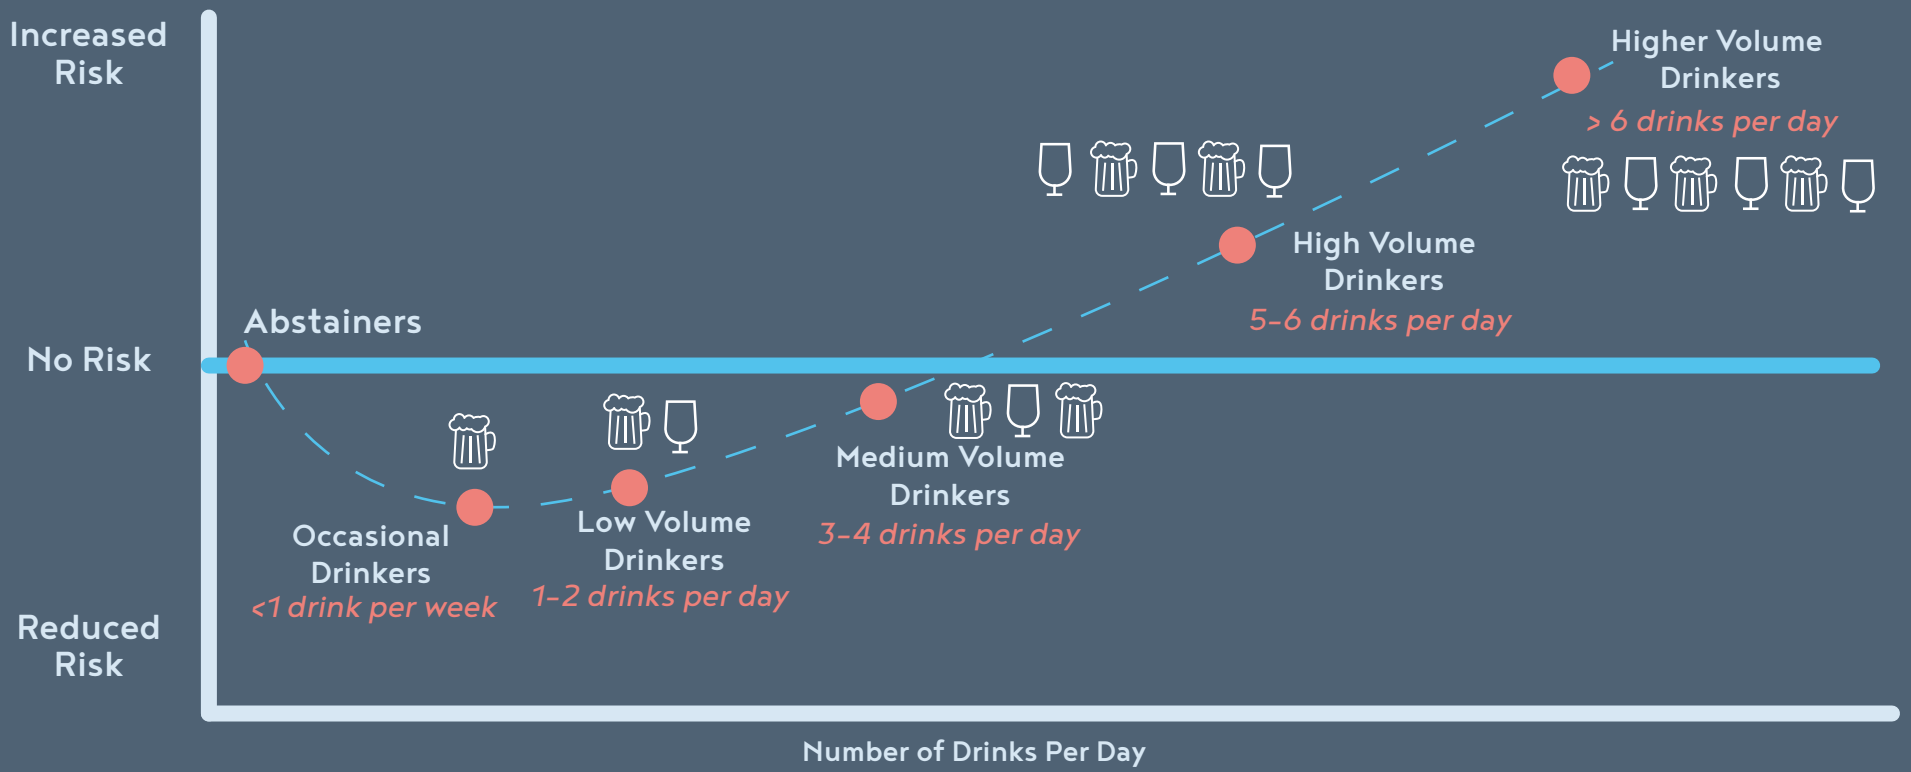 Increased
Risk
Higher Volume
Drinkers
> 6 drinks per day
High Volume
Drinkers
5-6 drinks per day
Abstainers
No Risk
Medium Volume
Drinkers
3-4 drinks per day
Low Volume
Drinkers
1-2 drinks per day
Occasional
Drinkers
<1 drink per week
Reduced
Risk
Number of Drinks Per Day